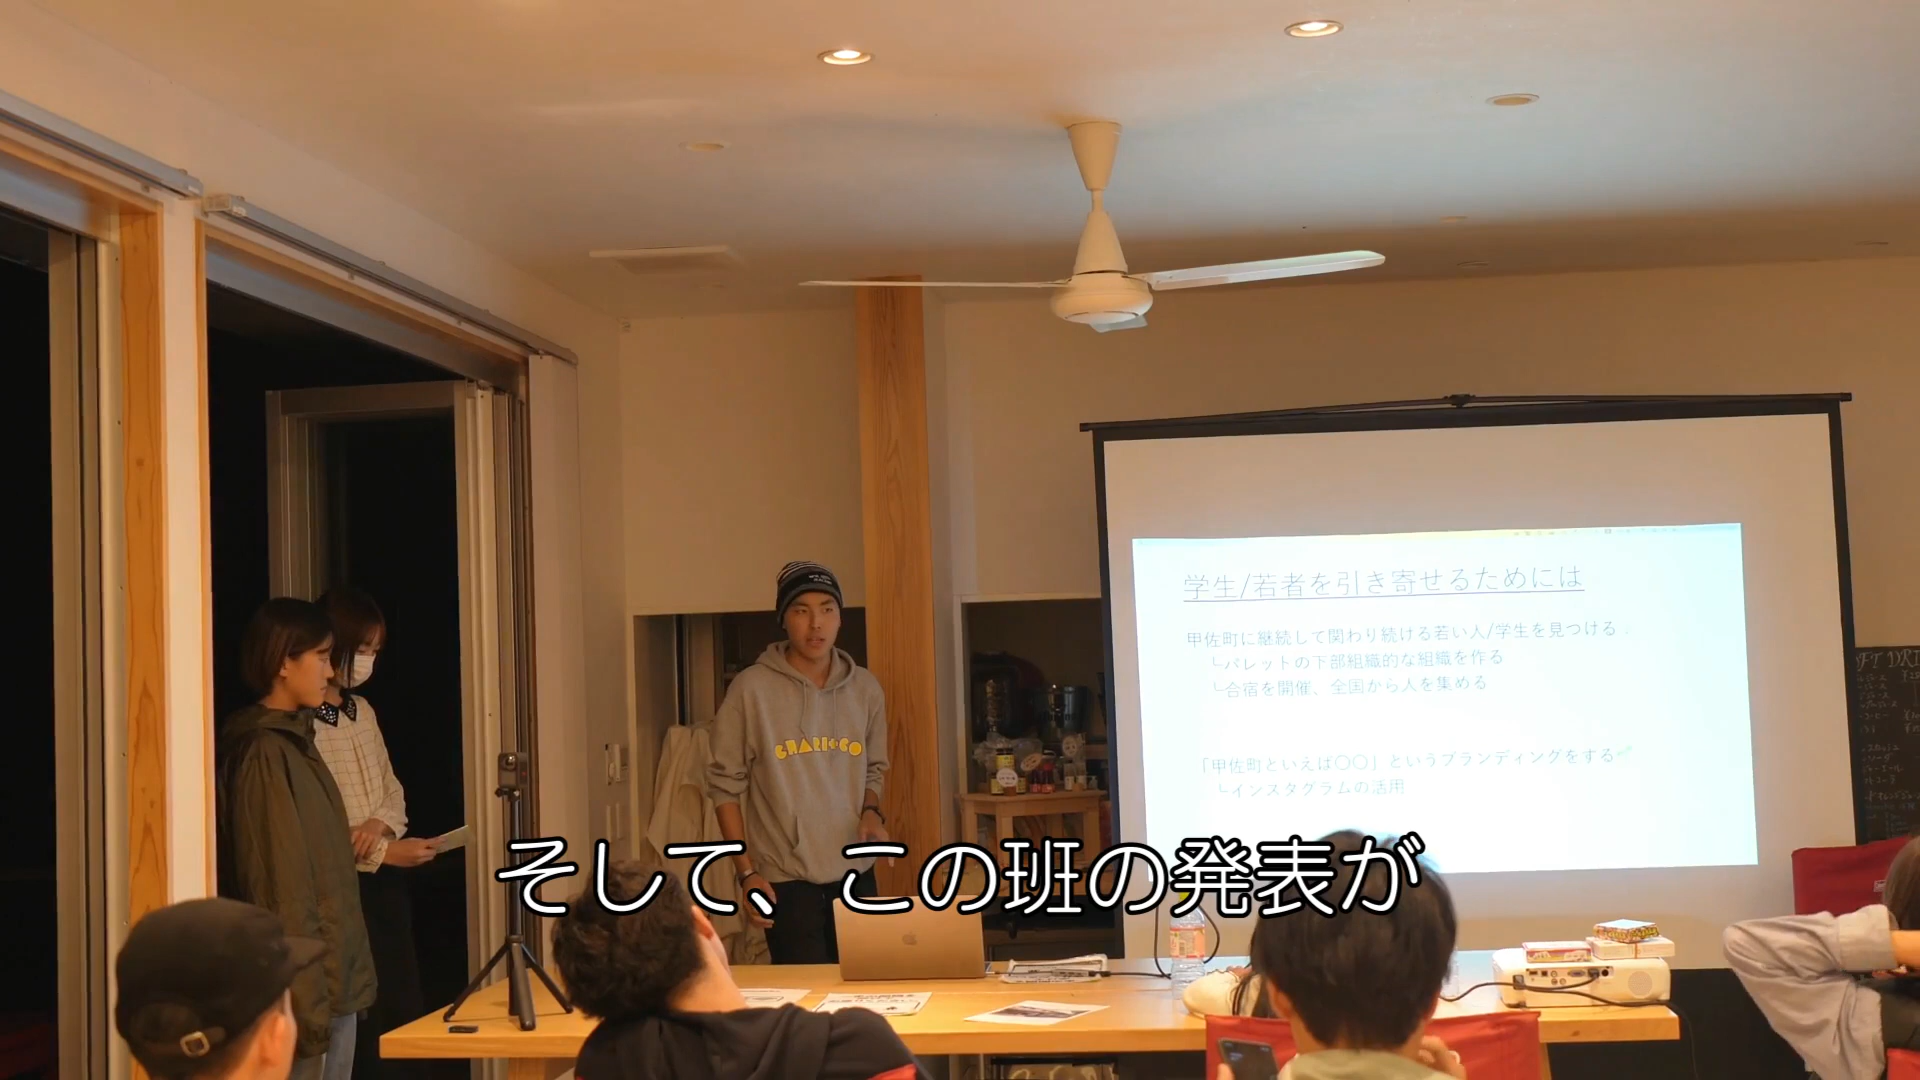 学生/若者を引き寄せるためには
甲佐町に継続して関わり続ける若い人/学生を見つける.
└パレットの下部組織的な組織を作る
└合宿を開催、全国から人を集める
「甲佐町といえば〇〇」というブランディングをする
└インスタグラムの活用
CHARI+CO
そして、この班の発表が